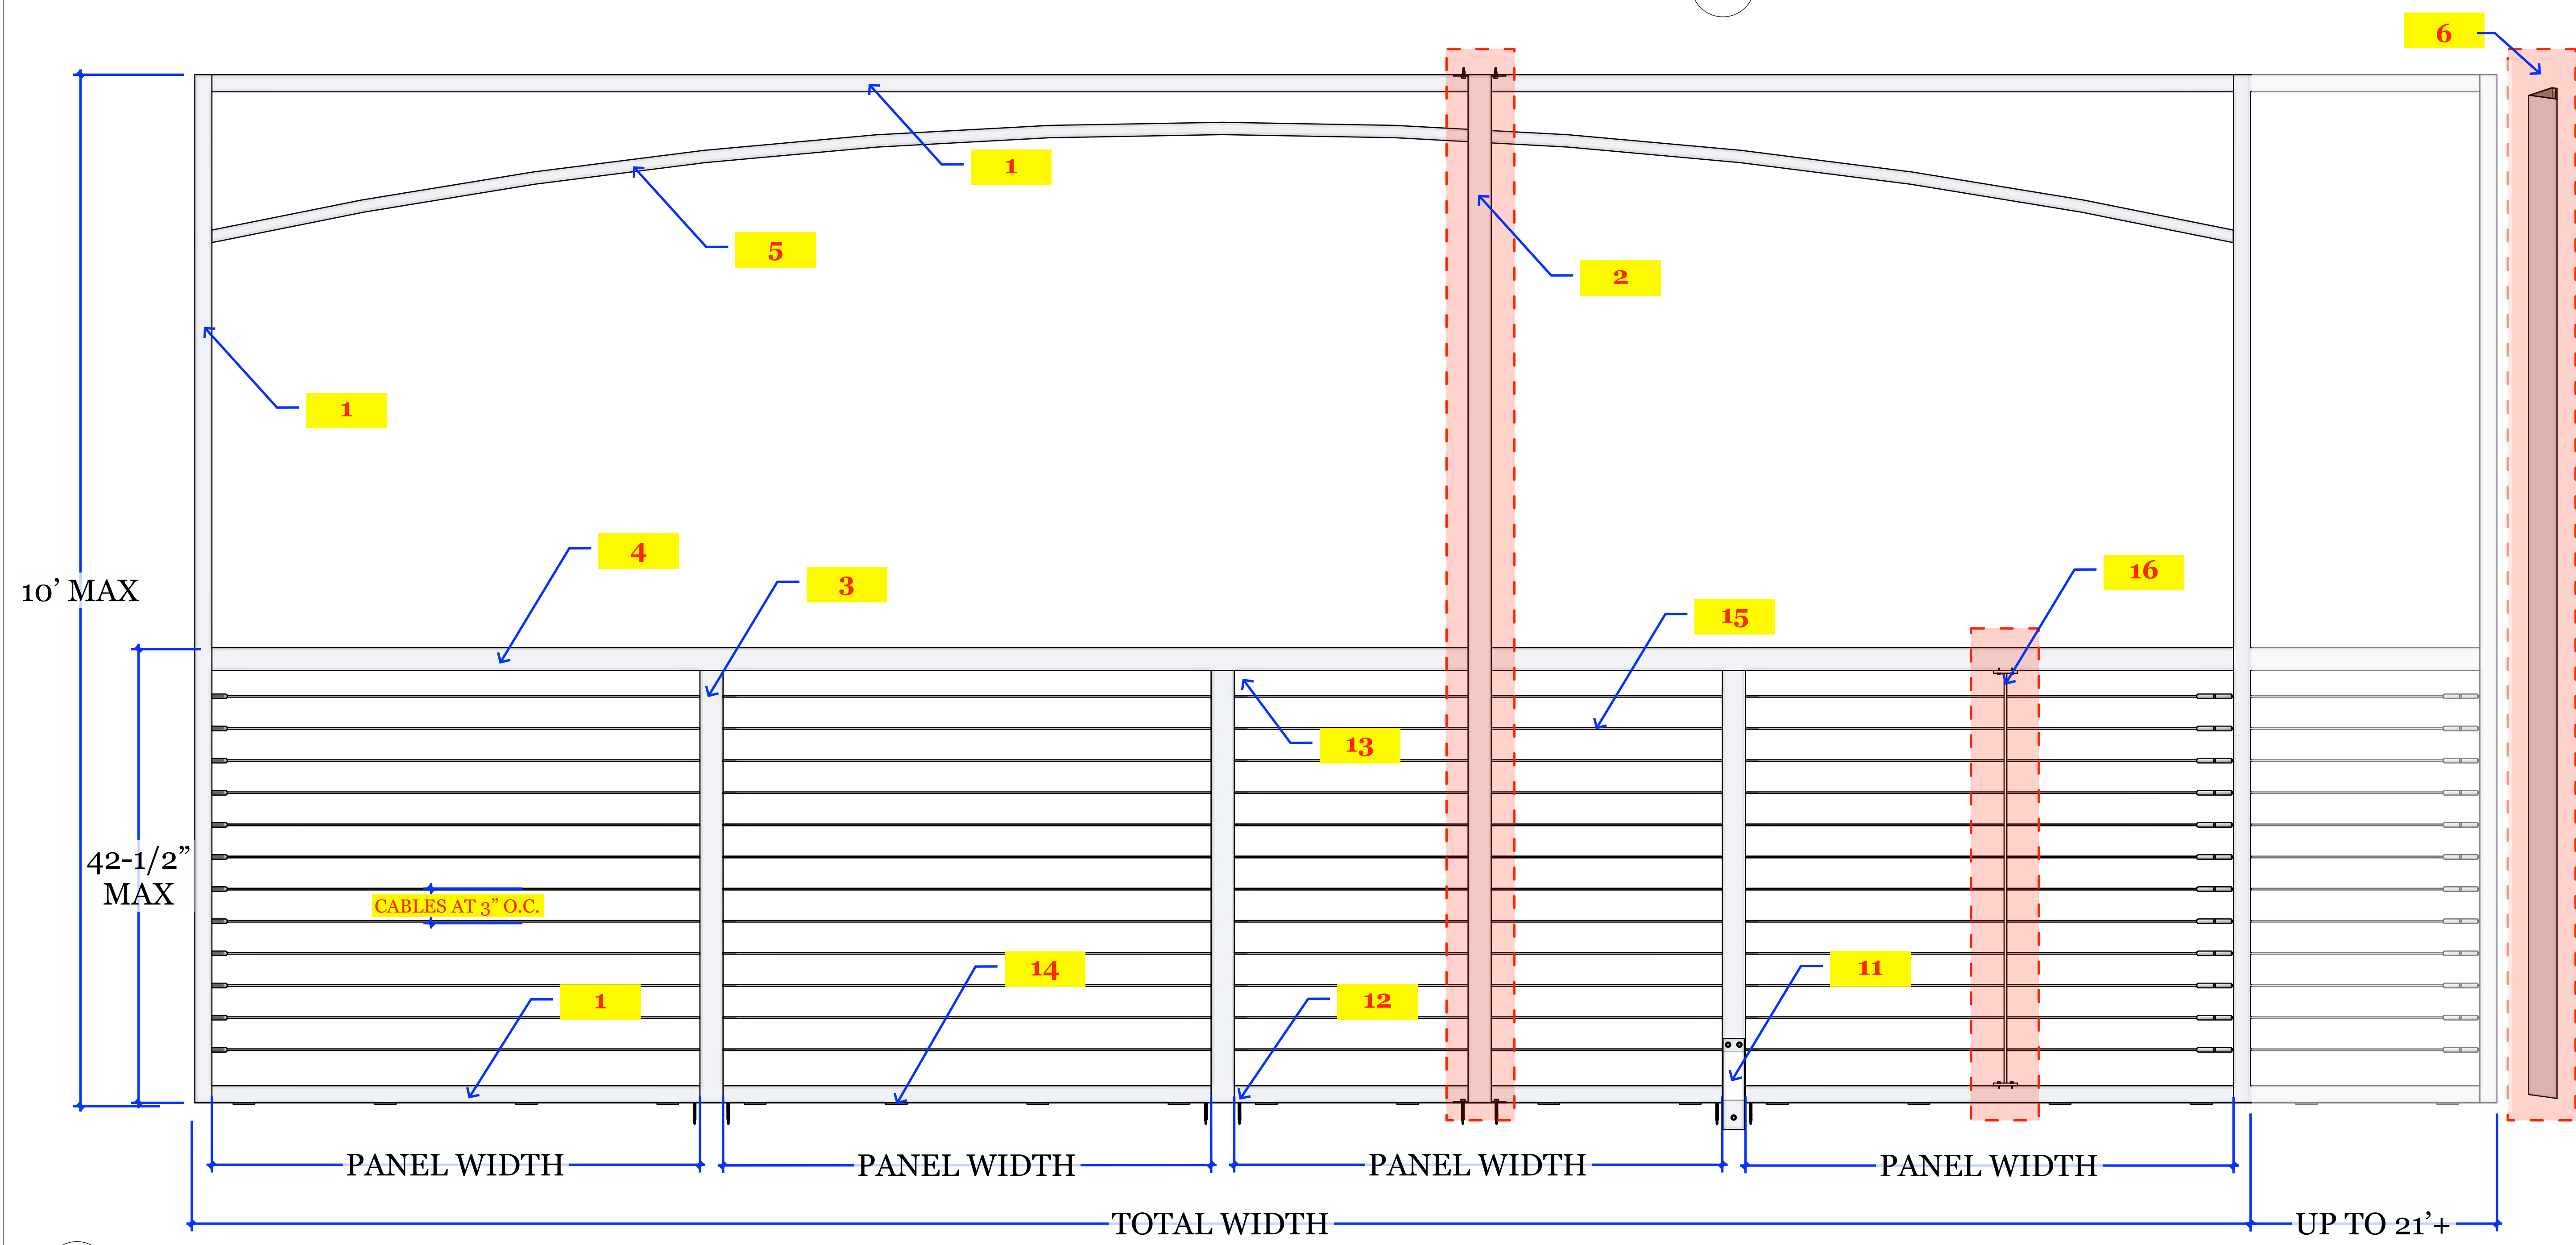 6
1
5
2
1
4
3
16
10’ MAX
15
13
42-1/2”
MAX
CABLES AT 3” O.C.
14
11
1
12
PANEL WIDTH
PANEL WIDTH
PANEL WIDTH
PANEL WIDTH
TOTAL WIDTH
UP TO 21’+